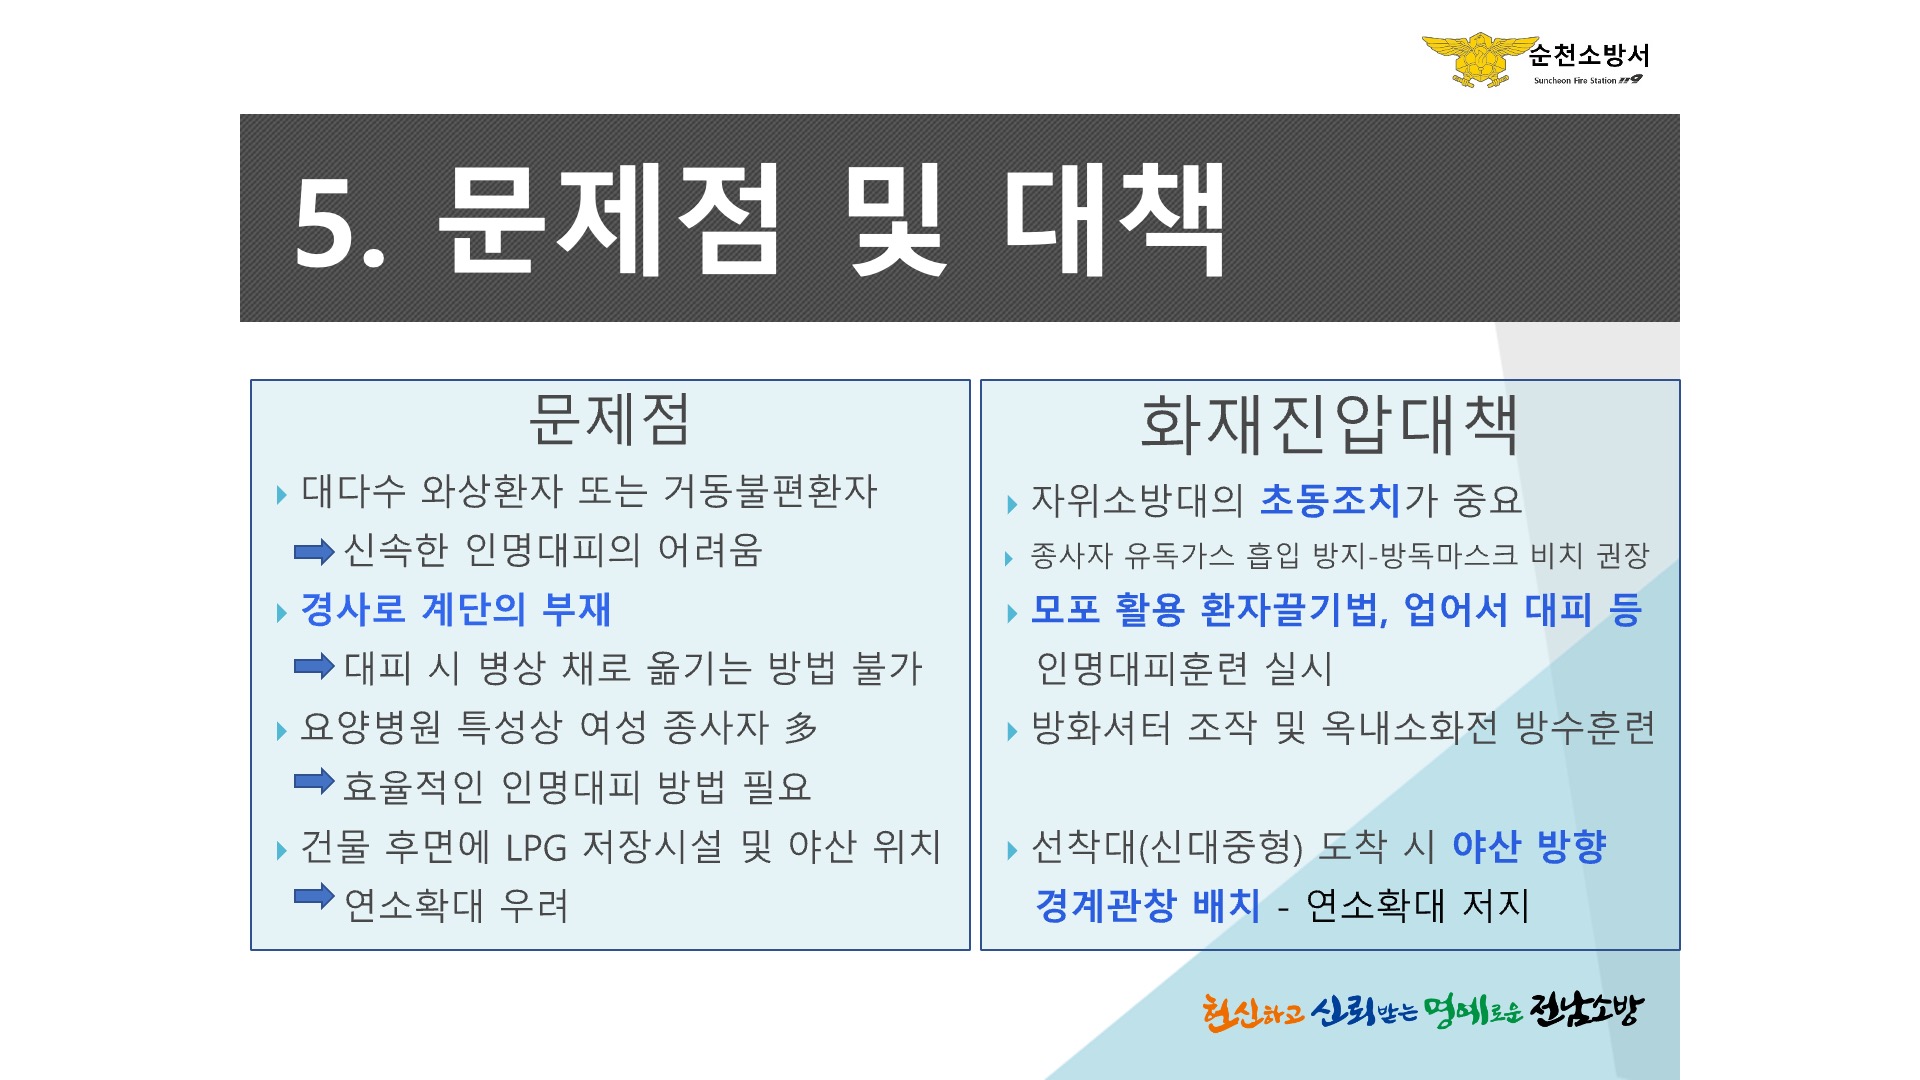 순천소방서
Suncheon Fire Station 119
5. 문제점 및 대책
문제점
대다수 와상환자 또는 거동불편환자
신속한 인명대피의 어려움
경사로 계단의 부재
대피 시 병상 채로 옮기는 방법 불가
요양병원 특성상 여성 종사자 多
효율적인 인명대피 방법 필요
건물 후면에 LPG 저장시설 및 야산 위치
연소확대 우려
화재진압대책
자위소방대의 초동조치가 중요
종사자 유독가스 흡입 방지-방독마스크 비치 권장
모포 활용 환자끌기법, 업어서 대피 등
인명대피훈련 실시
방화셔터 조작 및 옥내소화전 방수훈련
선착대(신대중형) 도착 시 야산 방향
경계관창 배치 - 연소확대 저지
헌신하고 신뢰받는 명예로운 전남소방